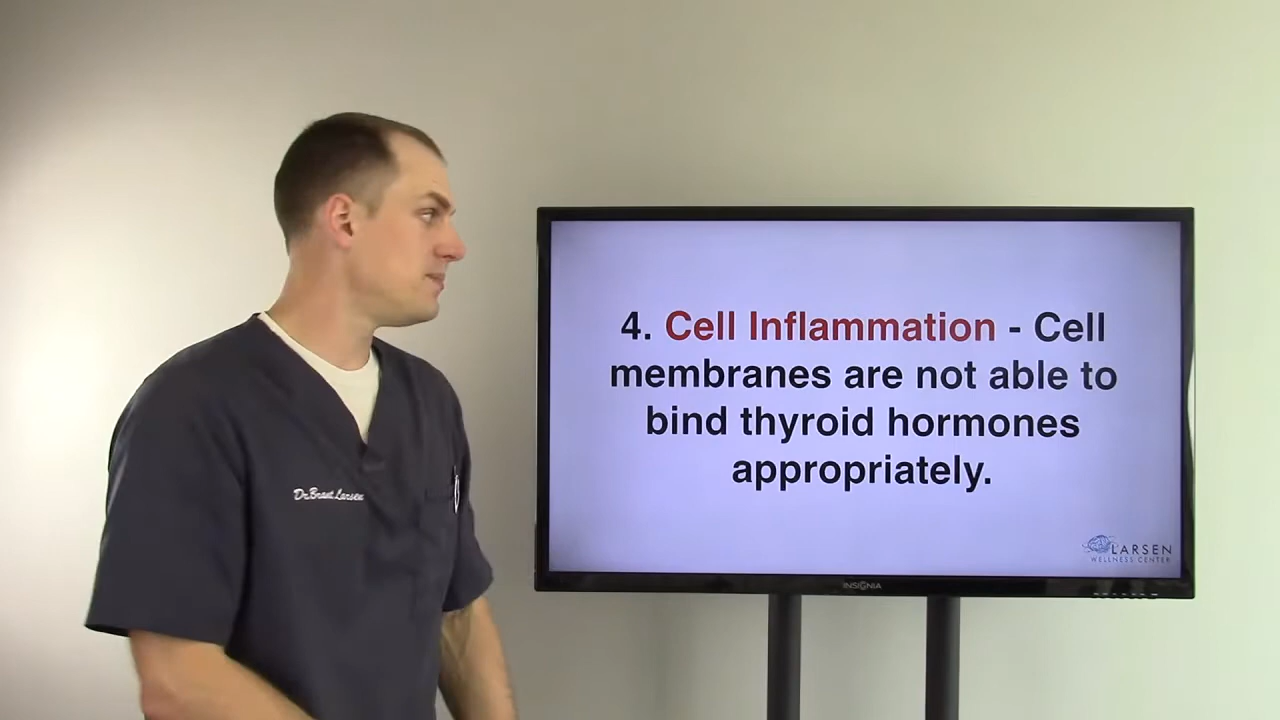 4. Cell Inflammation - Cell
membranes are not able to
bind thyroid hormones
appropriately.
Dr. Brant Larsen
LARSEN
WELLNESS CENTER
INSIGNIA